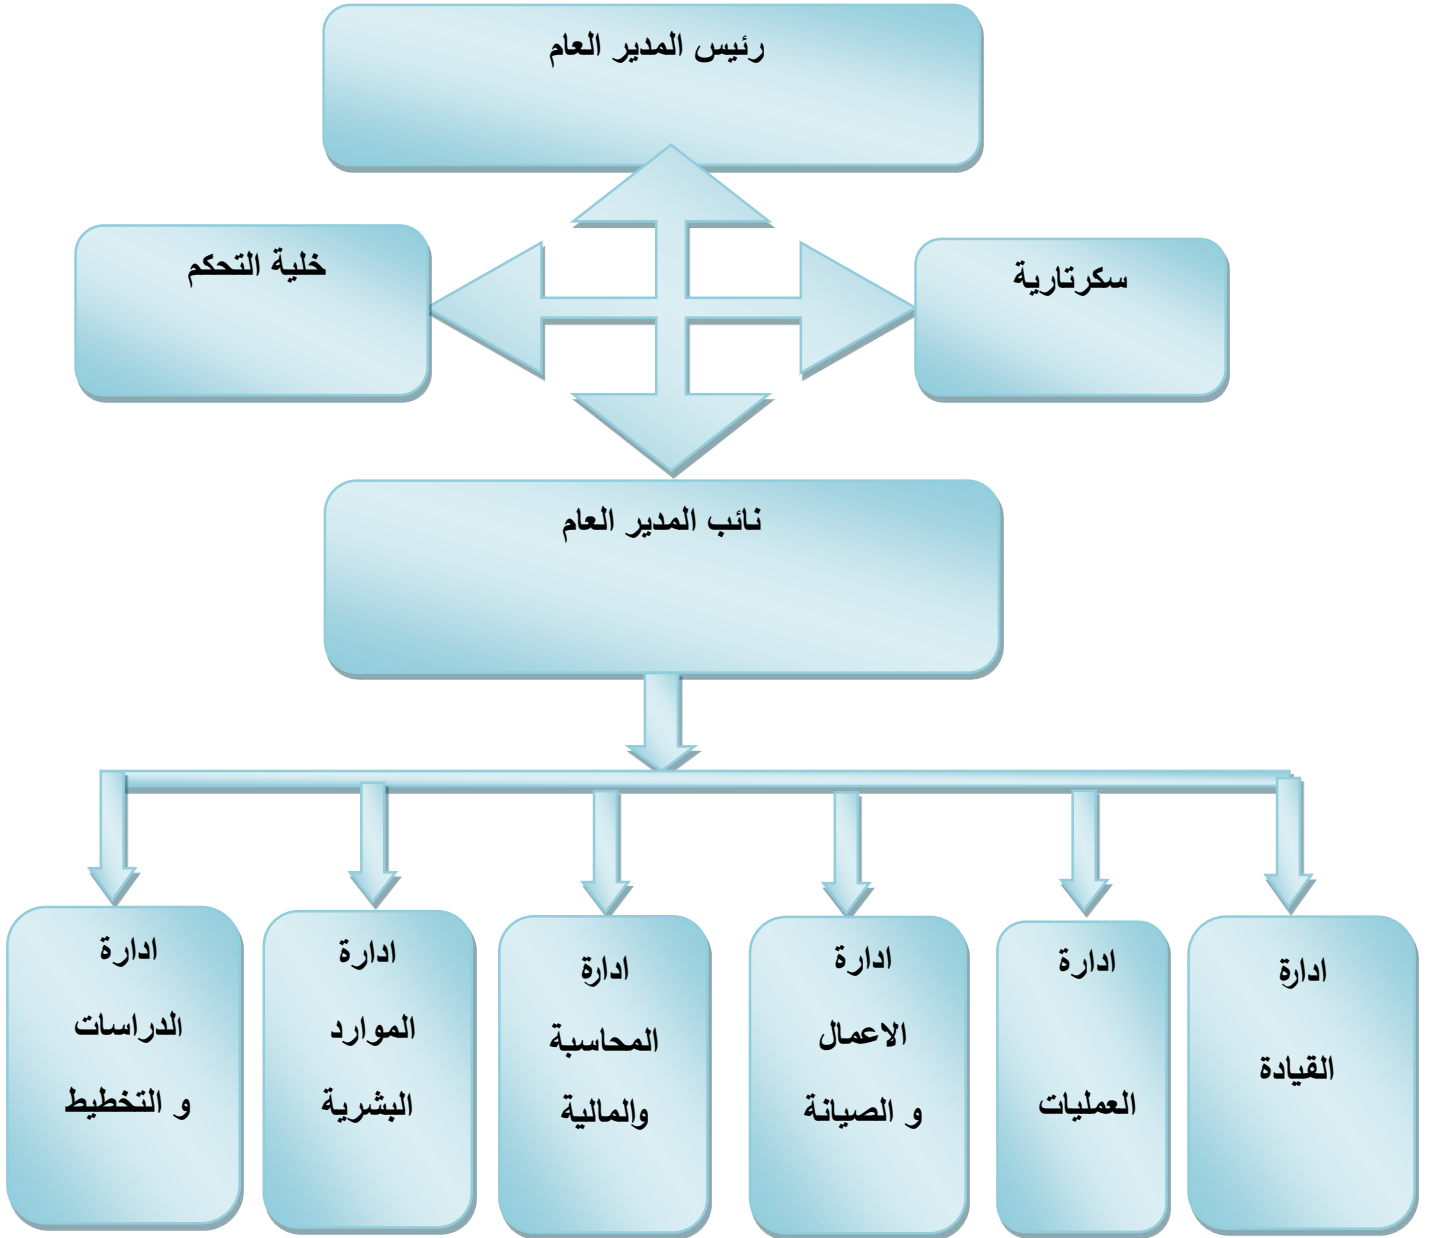 رئيس المدير العام
سكرتارية
خلية التحكم
نائب المدير العام
ادارة
القيادة
ادارة
العمليات
ادارة
الاعمال
و الصيانة
ادارة
المحاسبة
والمالية
ادارة
الموارد
البشرية
ادارة
الدراسات
و التخطيط